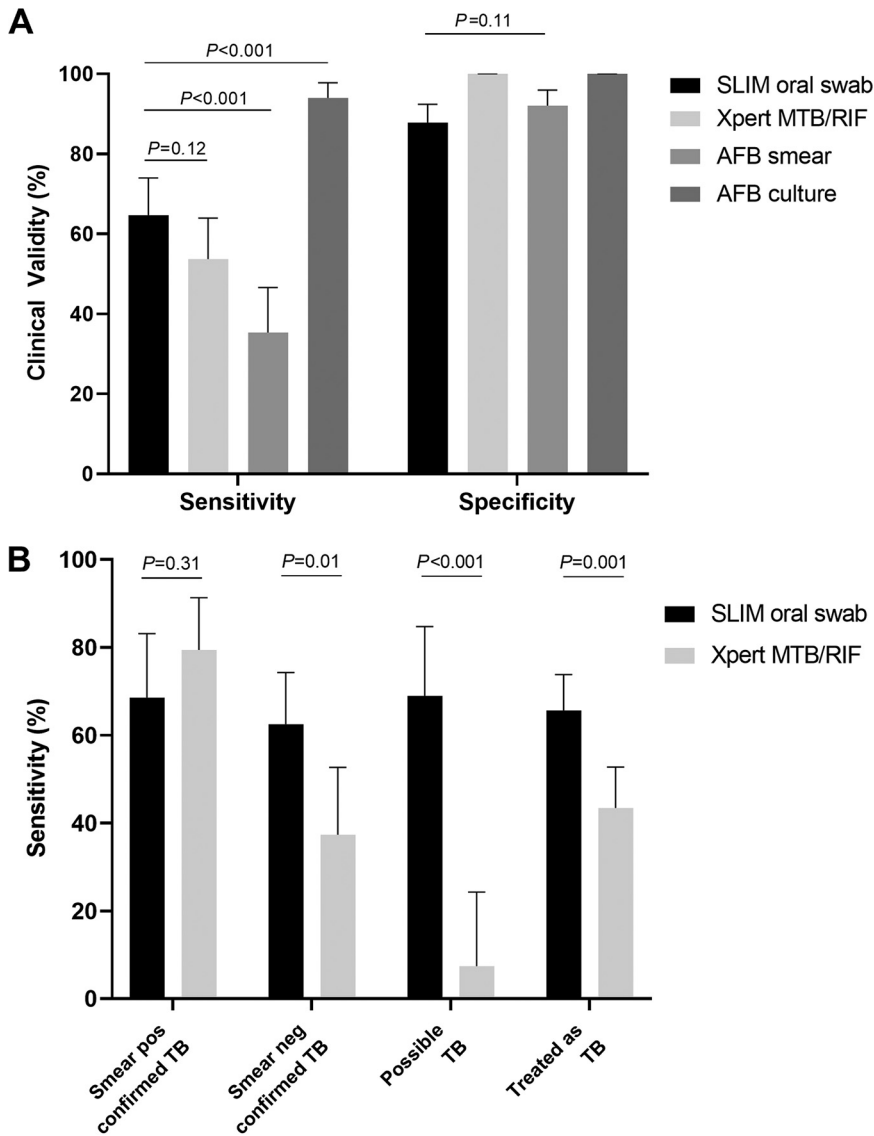 A
P<0.001
P=0.11
P<0.001
P=0.12
Clinical Validity (%)
100
80
60
40
20
0
Sensitivity
Specificity
SLIM oral swab
Xpert MTB/RIF
AFB smear
AFB culture
B
P=0.31
P=0.01
P<0.001
P=0.001
Sensitivity (%)
100
80
60
40
20
0
Smear pos
confirmed TB
Smear neg
confirmed TB
Possible
TB
Treated as
TB
SLIM oral swab
Xpert MTB/RIF